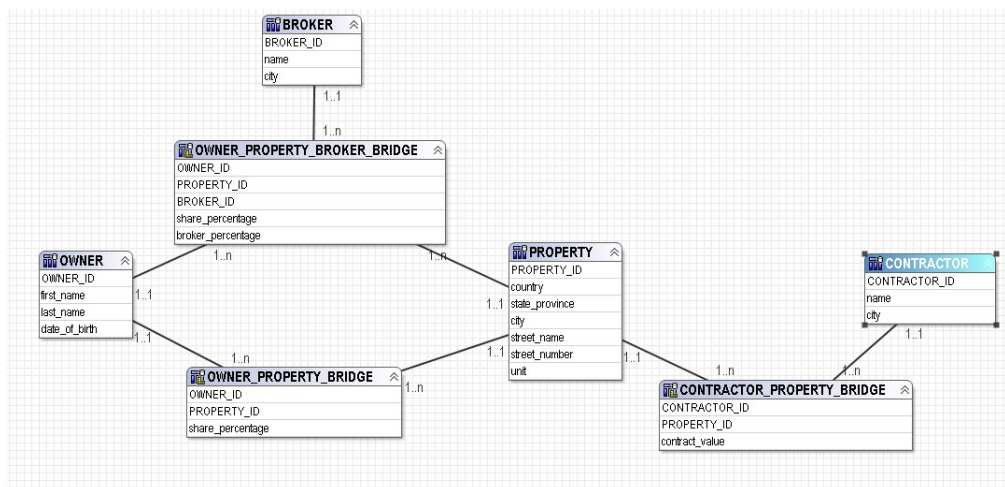 BROKER
BROKER_ID
name
city
1..1
1..n
OWNER_PROPERTY_BROKER_BRIDGE
OWNER_ID
PROPERTY_ID
BROKER_ID
share_percentage
broker_percentage
1..n
1..n
OWNER
OWNER_ID
first_name
last_name
date_of_birth
1..1
1..1
PROPERTY
PROPERTY_ID
country
state_province
city
street_name
street_number
unit
1..1
1..1
1..1
CONTRACTOR
CONTRACTOR_ID
name
city
1..1
1..n
OWNER_PROPERTY_BRIDGE
OWNER_ID
PROPERTY_ID
share_percentage
1..n
1..n
1..n
CONTRACTOR_PROPERTY_BRIDGE
CONTRACTOR_ID
PROPERTY_ID
contract_value